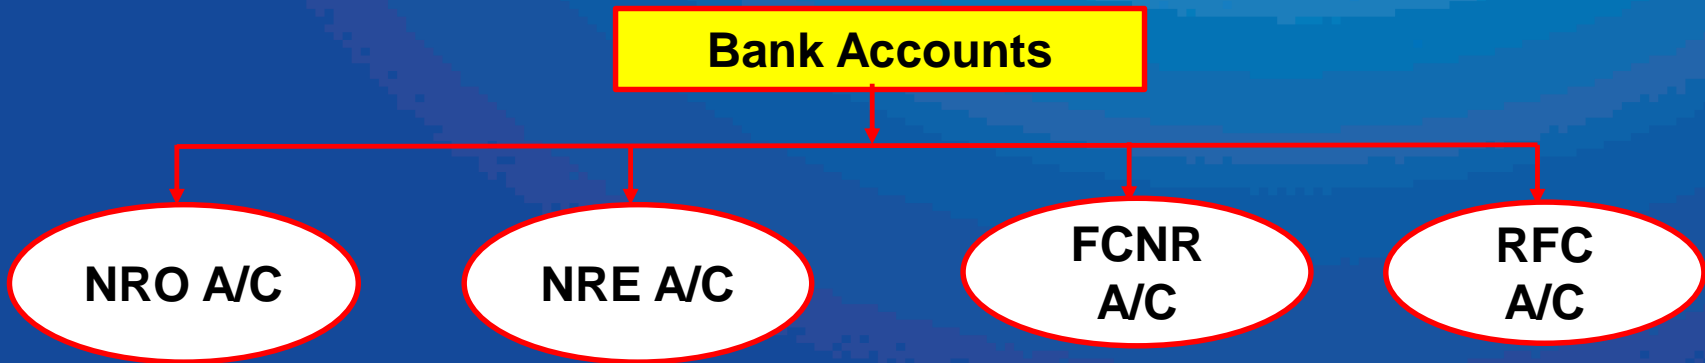 Bank Accounts
NRO A/C
NRE A/C
FCNR
A/C
RFC
A/C